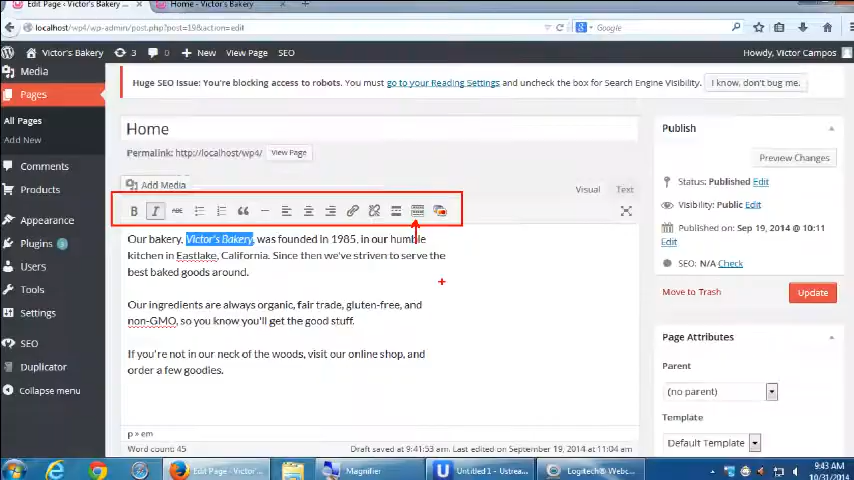 Edit Page ‹ Victor's Bakery ...
Home - Victor's Bakery
localhost/wp4/wp-admin/post.php?post=19&action=edit
Google
Victor's Bakery
3
0
New
View Page
SEO
Howdy, Victor Campos
Media
Pages
All Pages
Add New
Comments
Products
Appearance
Plugins 3
Users
Tools
Settings
SEO
Duplicator
Collapse menu
Huge SEO Issue: You're blocking access to robots. You must go to your Reading Settings and uncheck the box for Search Engine Visibility.
I know, don't bug me.
Home
Permalink: http://localhost/wp4/ View Page
Add Media
Visual Text
B I ABC
Our bakery, Victor's Bakery, was founded in 1985, in our humble
kitchen in Eastlake, California. Since then we've striven to serve the
best baked goods around.
Our ingredients are always organic, fair trade, gluten-free, and
non-GMO, so you know you'll get the good stuff.
If you're not in our neck of the woods, visit our online shop, and
order a few goodies.
p » em
Word count 45
Draft saved at 9:41:53 am. Last edited on September 19, 2014 at 11:04 am
Publish
Preview Changes
Status: Published Edit
Visibility: Public Edit
Published on: Sep 19, 2014 @ 10:11
Edit
SEO: N/A Check
Move to Trash
Update
Page Attributes
Parent
(no parent)
Template
Default Template
Edit Page ‹ Victor'...
Magnifier
Untitled 1 - Ustrea...
Logitech® Webc...
9:43 AM
10/31/2014